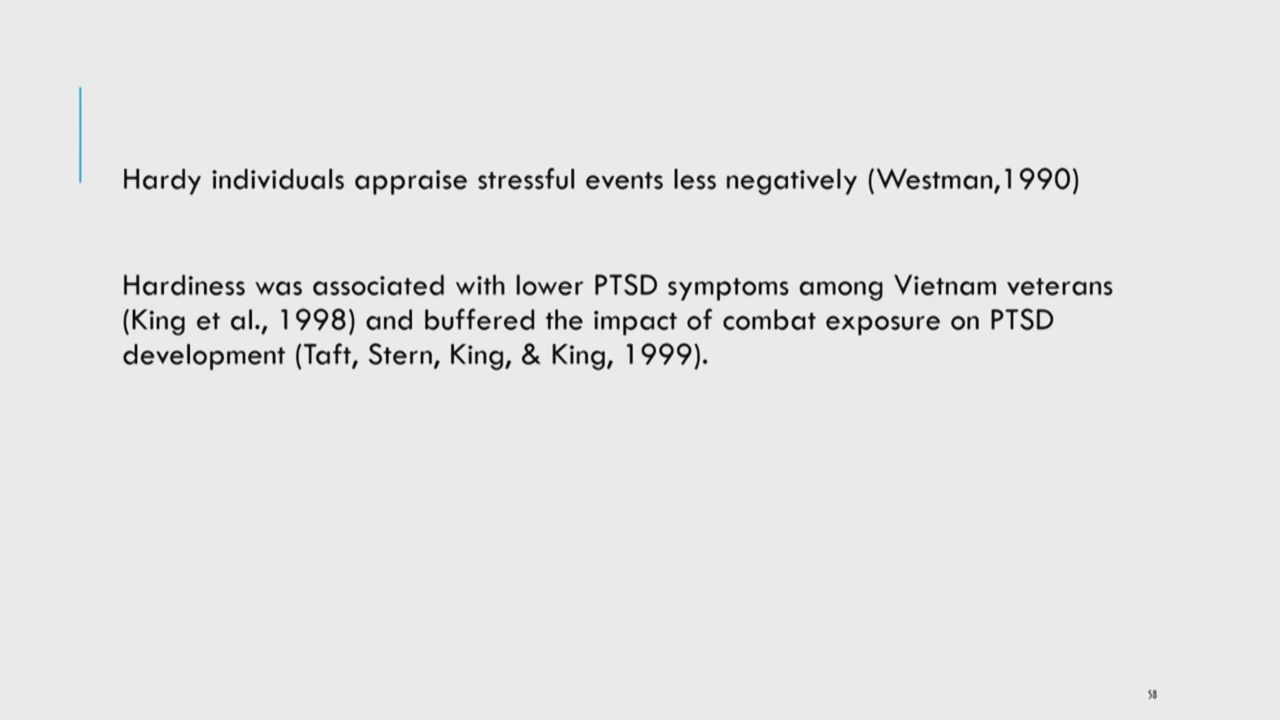 Hardy individuals appraise stressful events less negatively (Westman,1990)
Hardiness was associated with lower PTSD symptoms among Vietnam veterans
(King et al., 1998) and buffered the impact of combat exposure on PTSD
development (Taft, Stern, King, & King, 1999).
58